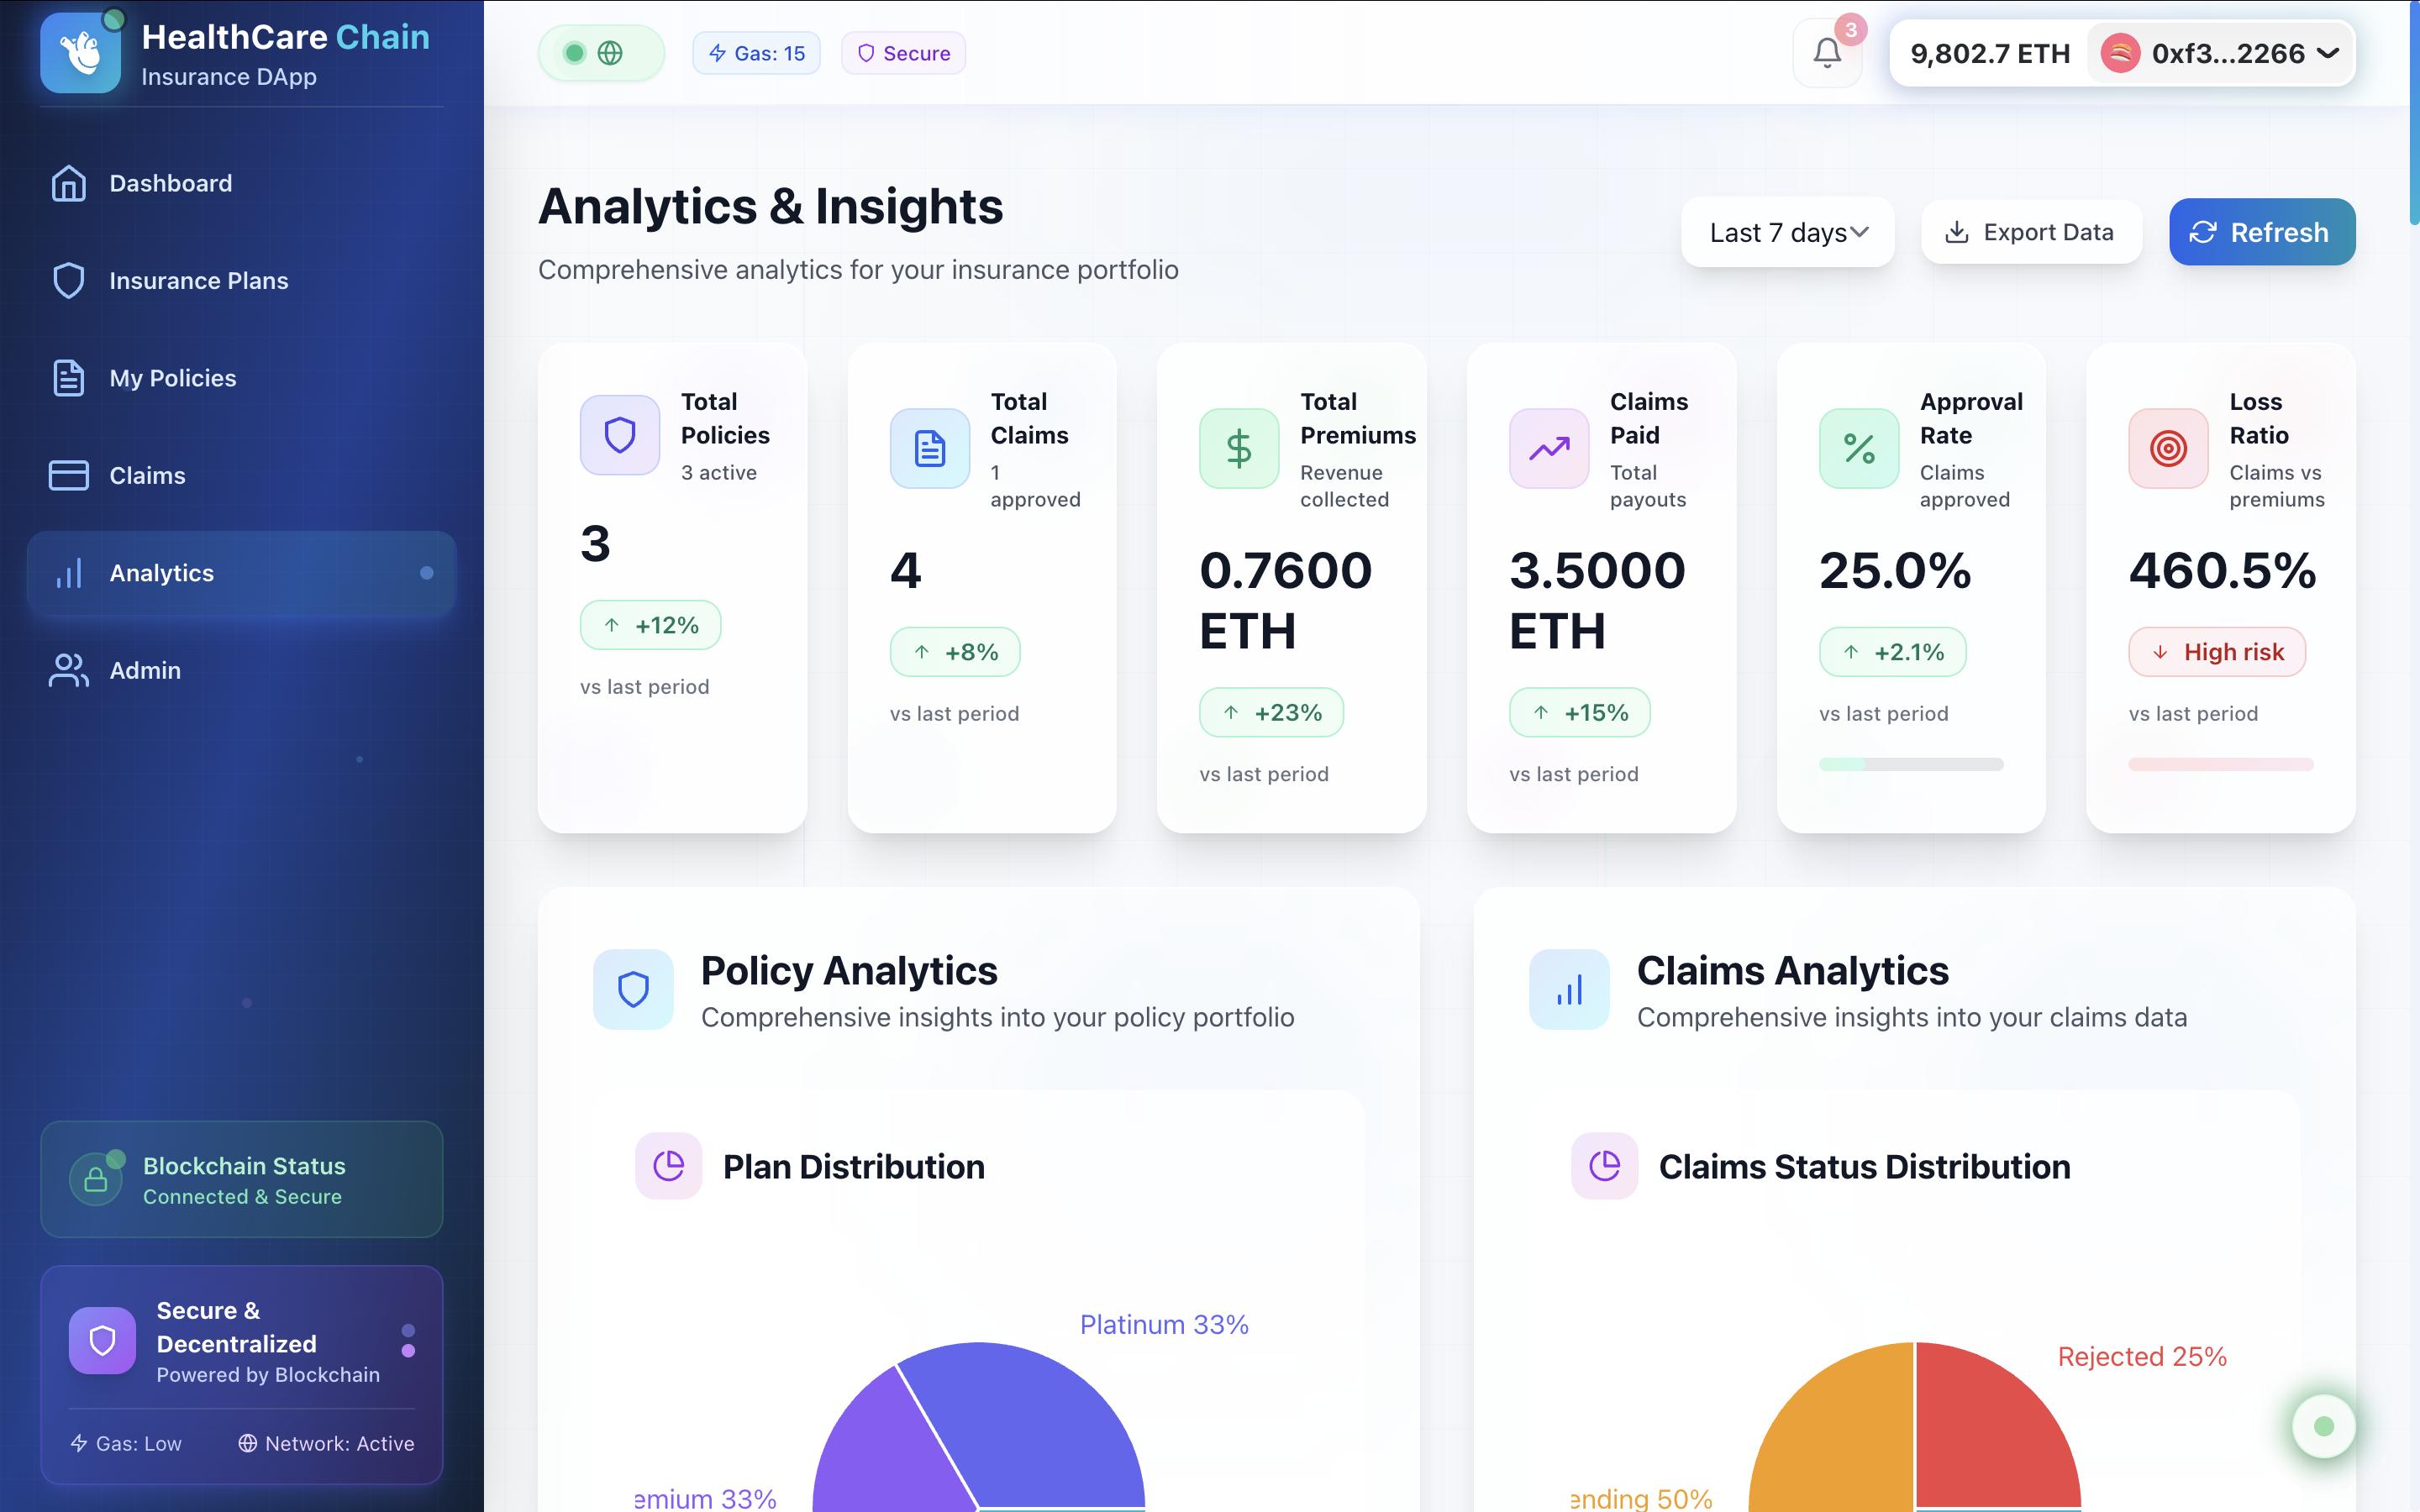 HealthCare Chain
Insurance DApp
Dashboard
Insurance Plans
My Policies
Claims
Analytics
Admin
Blockchain Status
Connected & Secure
Secure &
Decentralized
Powered by Blockchain
Gas: Low
Network: Active
Gas: 15
Secure
3
9,802.7 ETH
0xf3...2266
Analytics & Insights
Comprehensive analytics for your insurance portfolio
Last 7 days
Export Data
Refresh
Total
Policies
3 active
3
+12%
vs last period
Total
Claims
1
approved
4
+8%
vs last period
Total
Premiums
Revenue
collected
0.7600
ETH
+23%
vs last period
Claims
Paid
Total
payouts
3.5000
ETH
+15%
vs last period
Approval
Rate
Claims
approved
25.0%
+2.1%
vs last period
Loss
Ratio
Claims vs
premiums
460.5%
High risk
vs last period
Policy Analytics
Comprehensive insights into your policy portfolio
Plan Distribution
Platinum 33%
emium 33%
Claims Analytics
Comprehensive insights into your claims data
Claims Status Distribution
Rejected 25%
ending 50%